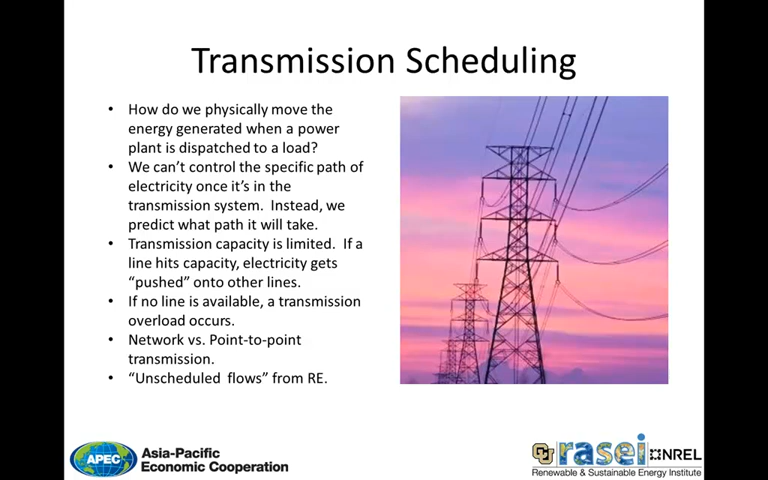 Transmission Scheduling
• How do we physically move the
energy generated when a power
plant is dispatched to a load?
• We can’t control the specific path of
electricity once it’s in the
transmission system.  Instead, we
predict what path it will take.
• Transmission capacity is limited.  If a
line hits capacity, electricity gets
“pushed” onto other lines.
• If no line is available, a transmission
overload occurs.
• Network vs. Point-to-point
transmission.
• “Unscheduled flows” from RE.
APEC
Asia-Pacific
Economic Cooperation
CU rasei NREL
Renewable & Sustainable Energy Institute